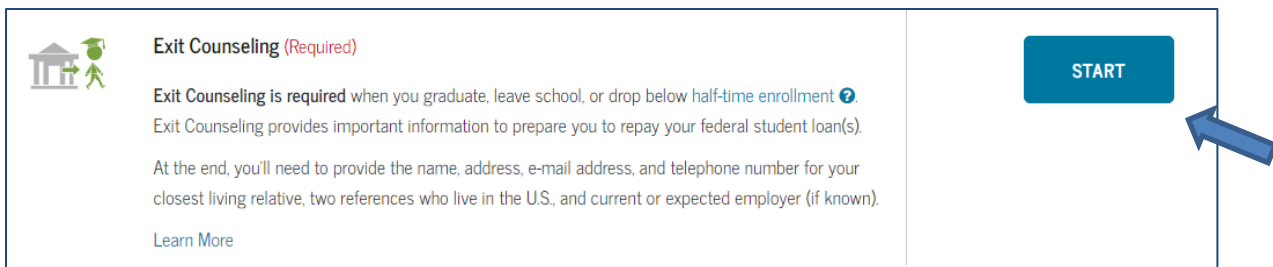 Exit Counseling (Required)
START
Exit Counseling is required when you graduate, leave school, or drop below half-time enrollment ?.
Exit Counseling provides important information to prepare you to repay your federal student loan(s).
At the end, you'll need to provide the name, address, e-mail address, and telephone number for your
closest living relative, two references who live in the U.S., and current or expected employer (if known).
Learn More